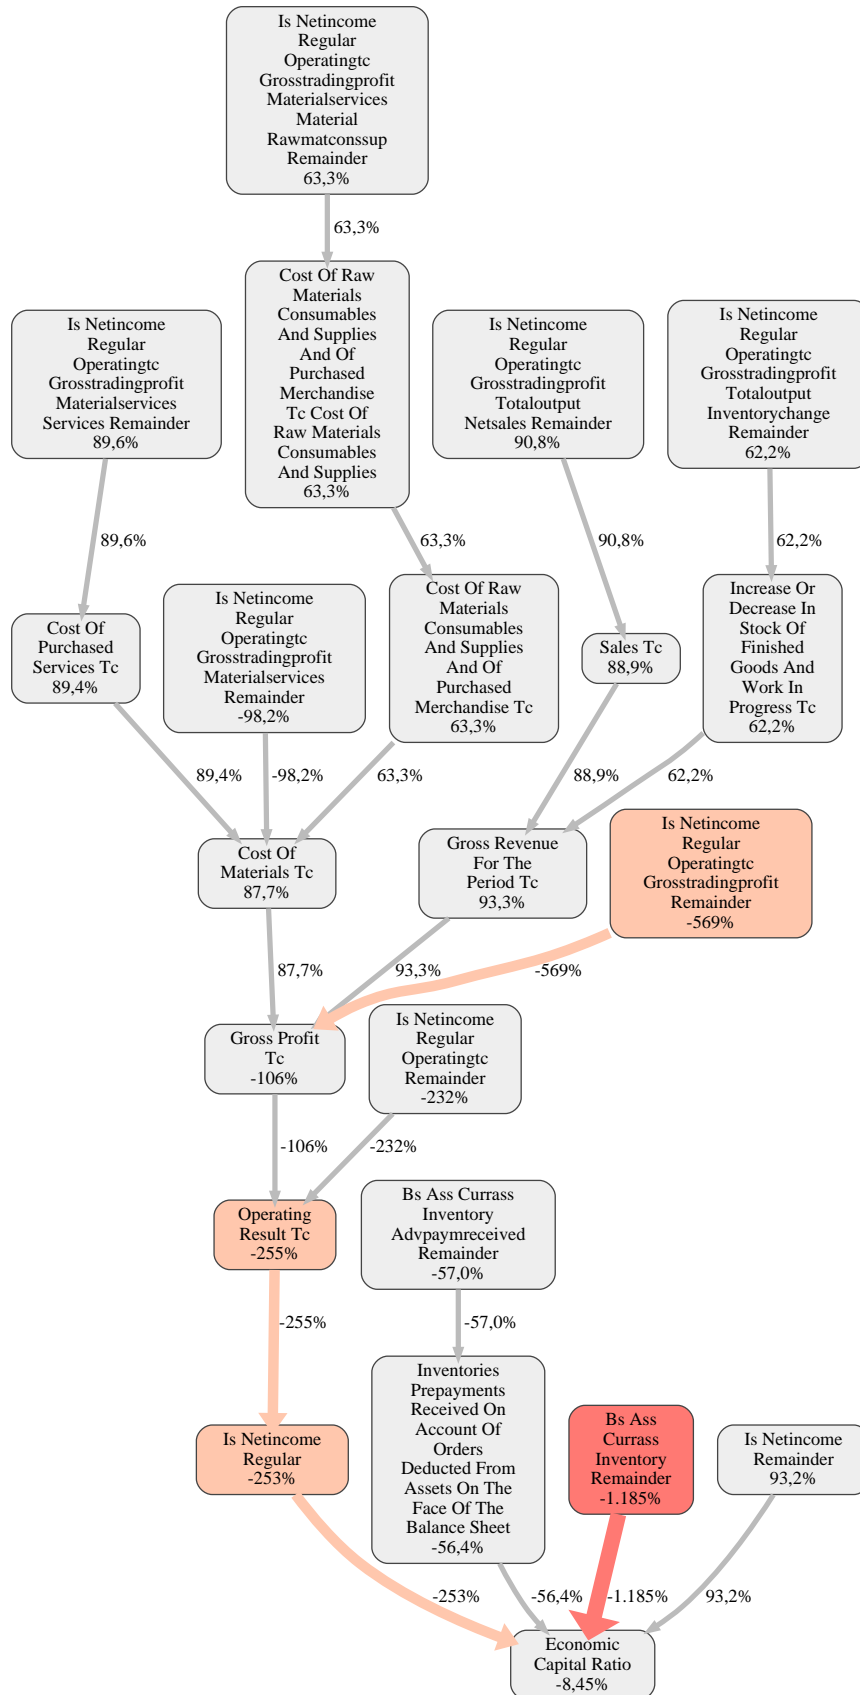 Is Netincome
Regular
Operatingtc
Grosstradingprofit
Materialservices
Material
Rawmatconssup
Remainder
63,3%
63,3%
Cost Of Raw
Materials
Consumables
And Supplies
And Of
Purchased
Merchandise
Tc Cost Of
Raw Materials
Consumables
And Supplies
63,3%
Is Netincome
Regular
Operatingtc
Grosstradingprofit
Materialservices
Services Remainder
89,6%
Is Netincome
Regular
Operatingtc
Grosstradingprofit
Totaloutput
Netsales Remainder
90,8%
Is Netincome
Regular
Operatingtc
Grosstradingprofit
Totaloutput
Inventorychange
Remainder
62,2%
89,6%
63,3%
90,8%
62,2%
Cost Of
Purchased
Services Tc
89,4%
Is Netincome
Regular
Operatingtc
Grosstradingprofit
Materialservices
Remainder
-98,2%
Cost Of Raw
Materials
Consumables
And Supplies
And Of
Purchased
Merchandise Tc
63,3%
Sales Tc
88,9%
Increase Or
Decrease In
Stock Of
Finished
Goods And
Work In
Progress Tc
62,2%
89,4%
-98,2%
63,3%
88,9%
62,2%
Cost Of
Materials Tc
87,7%
Gross Revenue
For The
Period Tc
93,3%
Is Netincome
Regular
Operatingtc
Grosstradingprofit
Remainder
-569%
87,7%
93,3%
-569%
Gross Profit
Tc
-106%
Is Netincome
Regular
Operatingtc
Remainder
-232%
-106%
-232%
Operating
Result Tc
-255%
Bs Ass Currass
Inventory
Advpaymreceived
Remainder
-57,0%
-255%
-57,0%
Is Netincome
Regular
-253%
Inventories
Prepayments
Received On
Account Of
Orders
Deducted From
Assets On The
Face Of The
Balance Sheet
-56,4%
Bs Ass
Currass
Inventory
Remainder
-1.185%
Is Netincome
Remainder
93,2%
-253%
-56,4%
-1.185%
93,2%
Economic
Capital Ratio
-8,45%